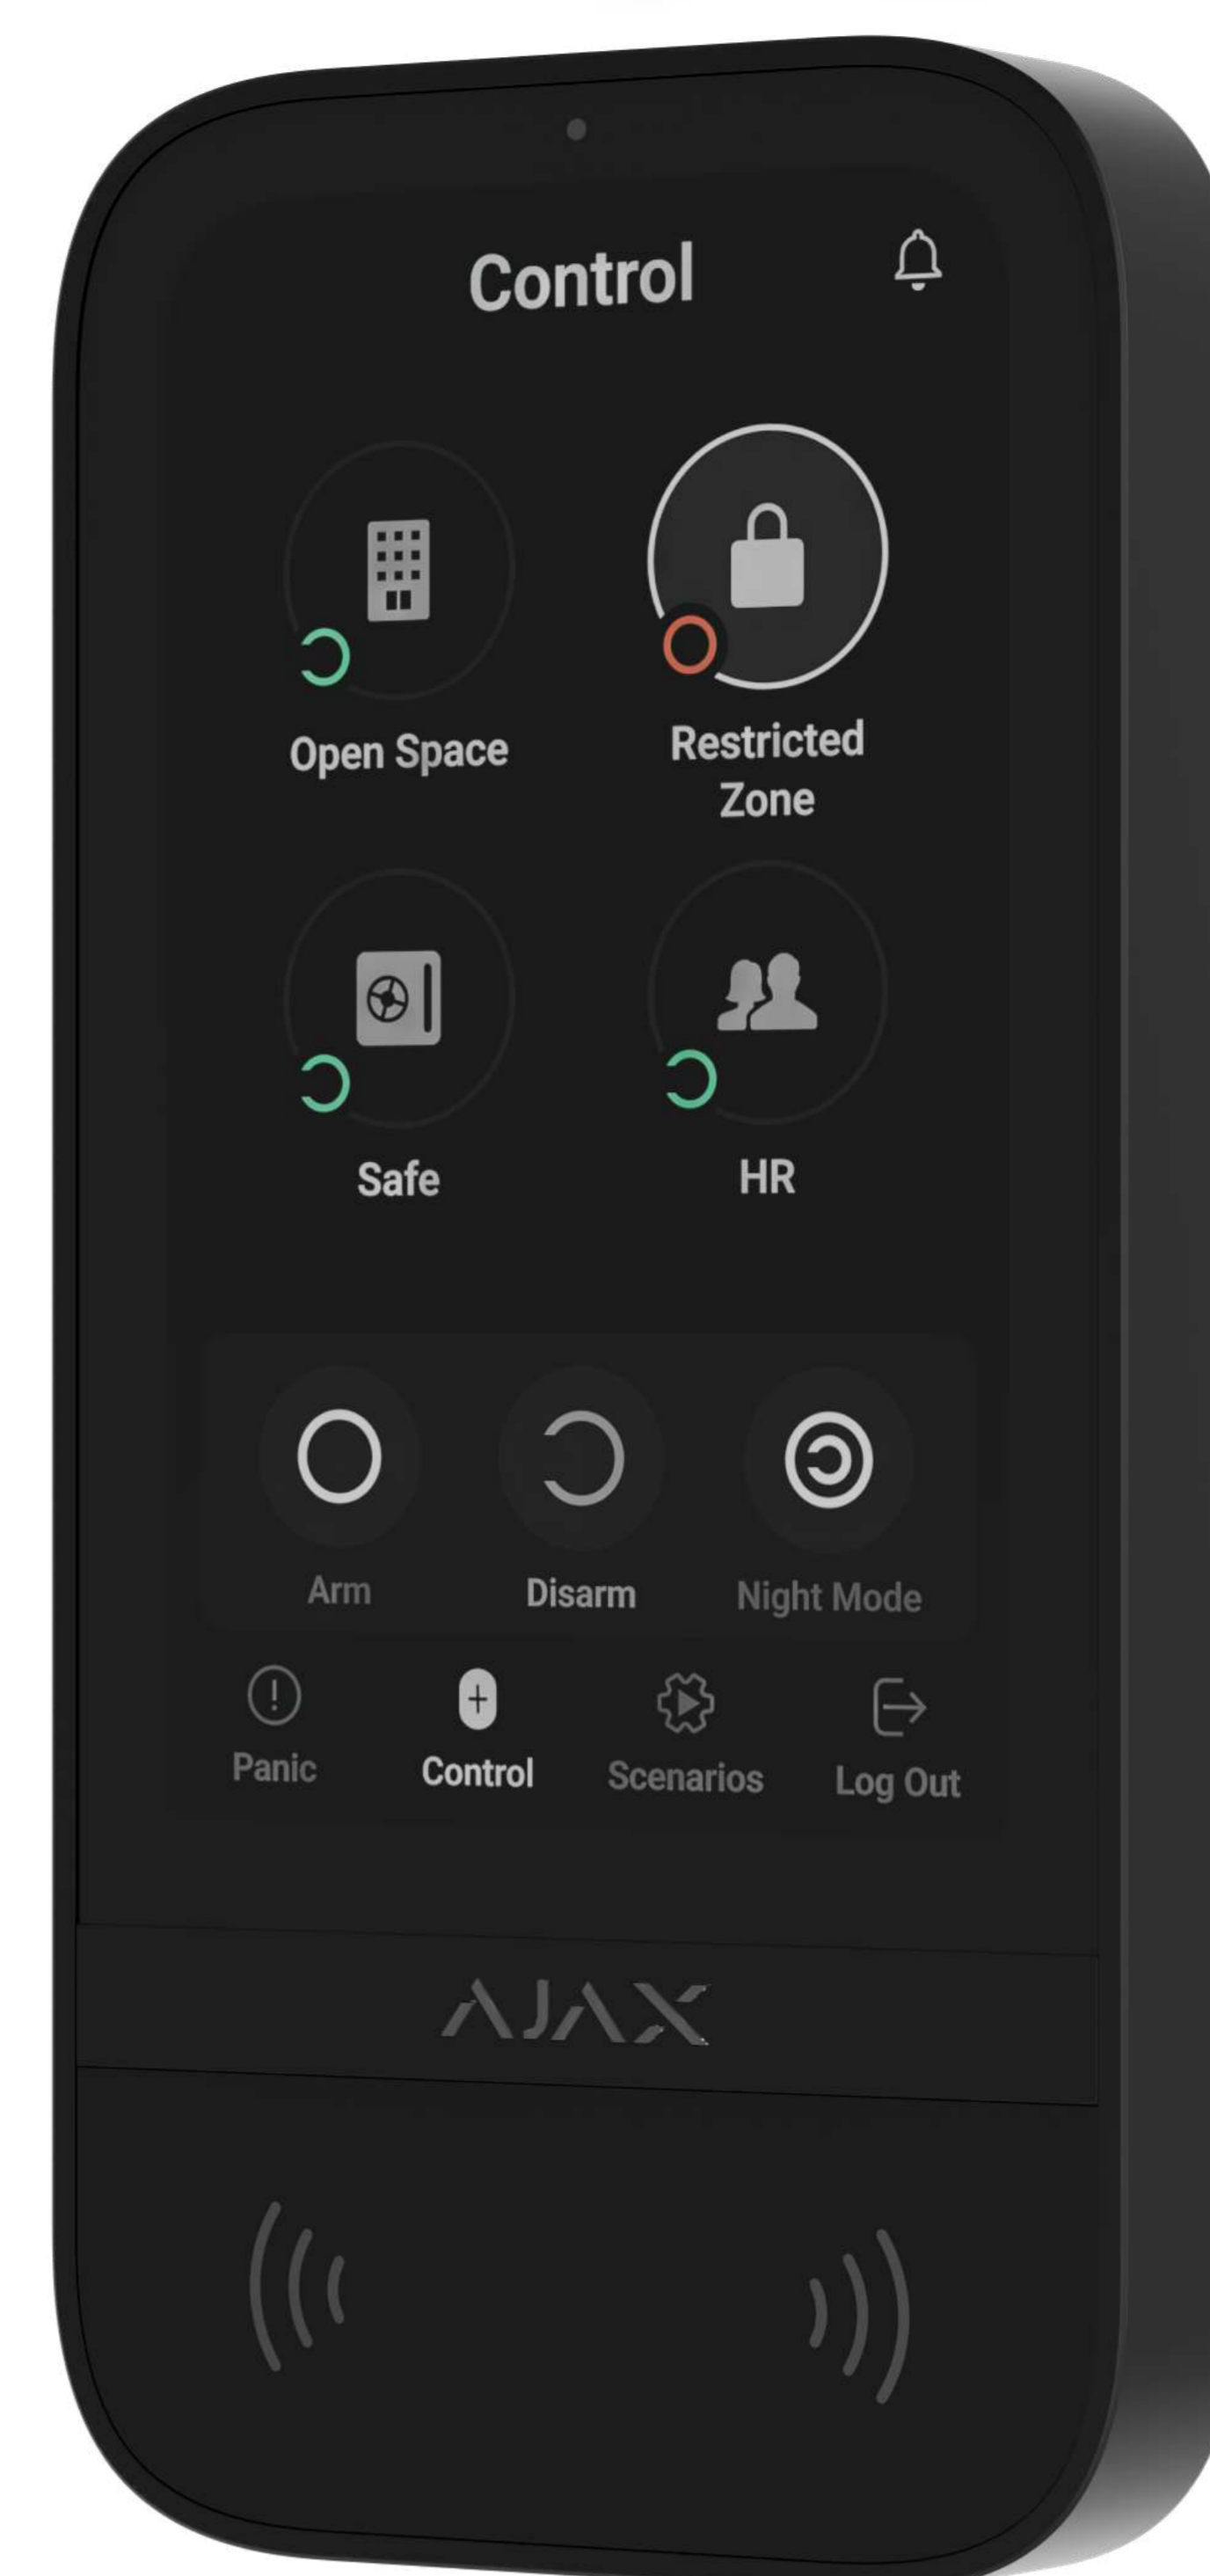 Control
Open Space
Restricted
Zone
Safe
HR
Arm
Disarm
Night Mode
Panic
Control
Scenarios
Log Out
AJAX